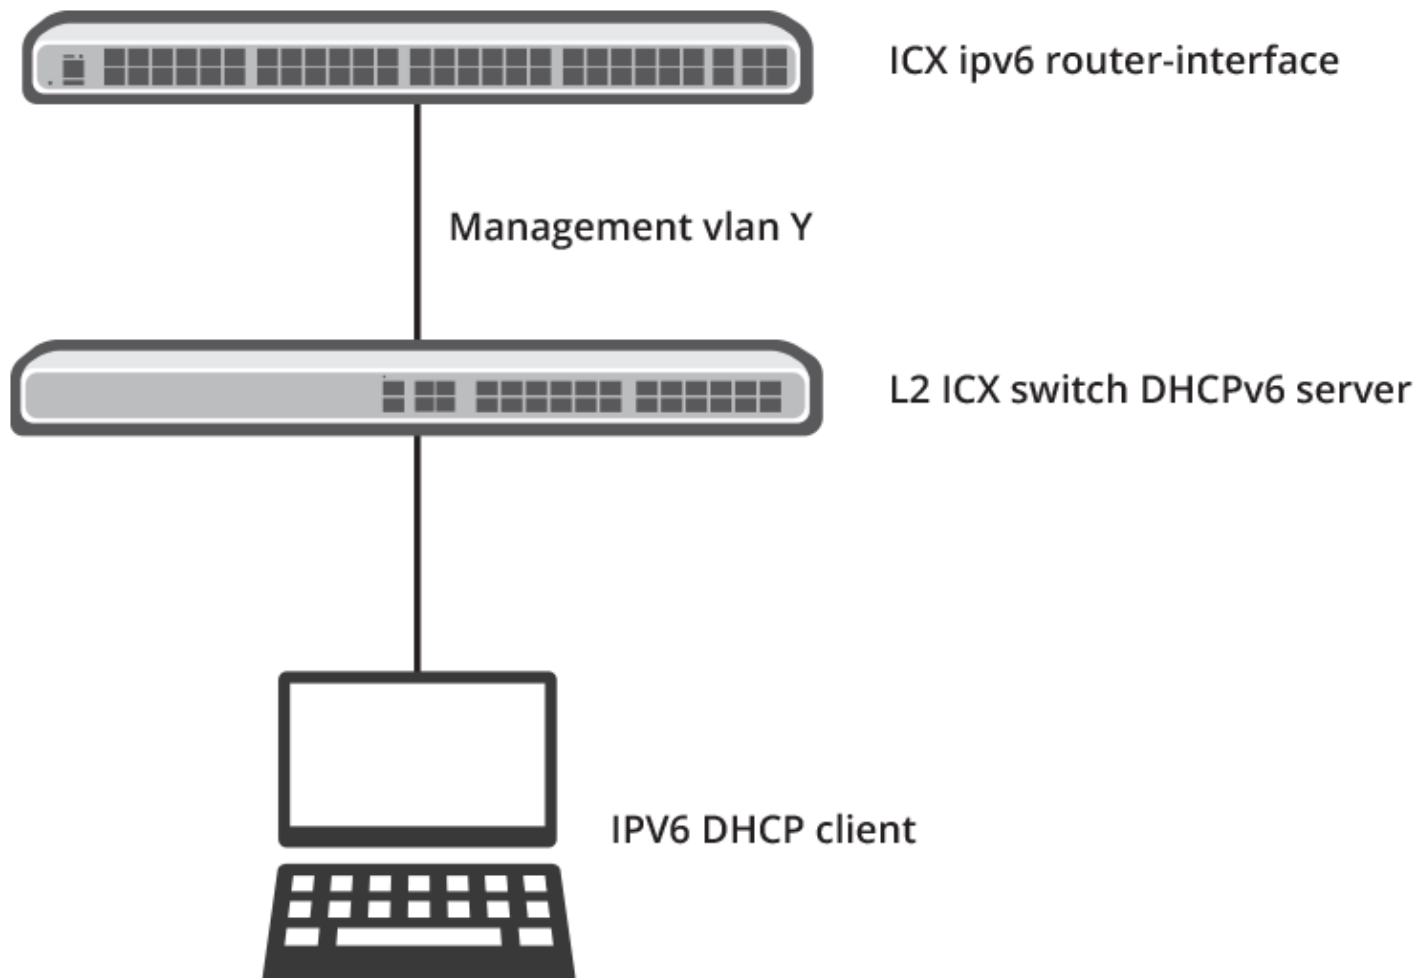 ICX ipv6 router-interface
Management vlan Y
L2 ICX switch DHCPv6 server
IPV6 DHCP client